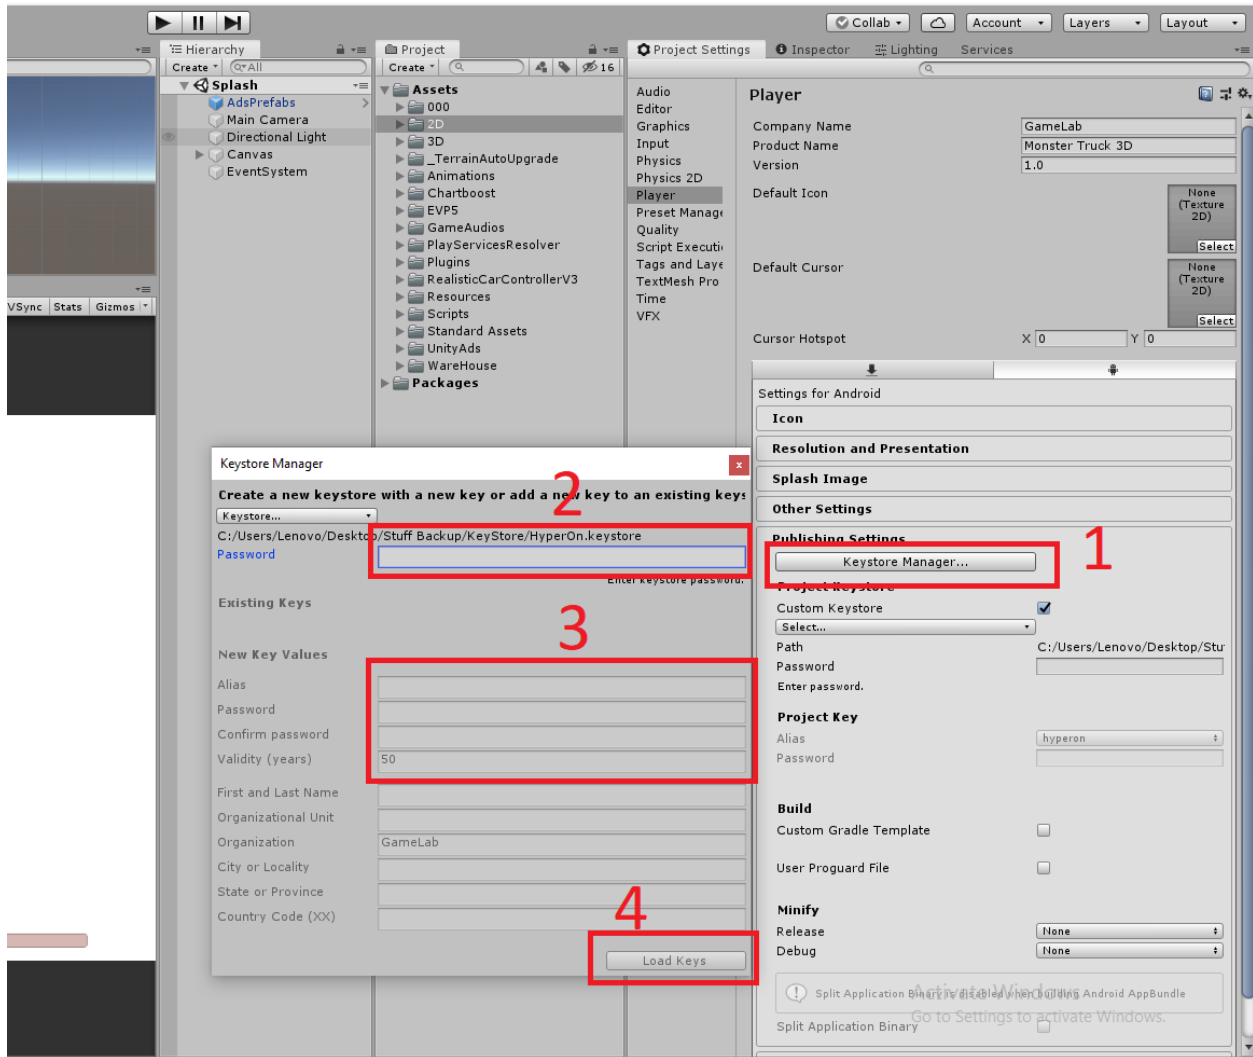 Collab
Account
Layers
Layout
Hierarchy
Project
Project Settings
Inspector
Lighting
Services
Create
All
Create
16
VSync
Stats
Gizmos
Splash
AdsPrefabs
Main Camera
Directional Light
Canvas
EventSystem
Assets
000
2D
3D
_TerrainAutoUpgrade
Animations
Chartboost
EVP5
GameAudios
PlayServicesResolver
Plugins
RealisticCarControllerV3
Resources
Scripts
Standard Assets
UnityAds
WareHouse
Packages
Audio
Editor
Graphics
Input
Physics
Physics 2D
Player
Preset Manage
Quality
Script Executi
Tags and Laye
TextMesh Pro
Time
VFX
Player
Company Name GameLab
Product Name Monster Truck 3D
Version 1.0
Default Icon
None
(Texture
2D)
Select
Default Cursor
None
(Texture
2D)
Select
Cursor Hotspot X 0 Y 0
Settings for Android
Icon
Resolution and Presentation
Splash Image
Other Settings
Publishing Settings
1
Keystore Manager...
Project Keystore
Custom Keystore
Select...
Path C:/Users/Lenovo/Desktop/Stu
Password
Enter password.
Project Key
Alias hyperon
Password
Build
Custom Gradle Template
User Proguard File
Minify
Release None
Debug None
Split Application Binary is disabled when building Android AppBundle
Split Application Binary
Activate Windows
Go to Settings to activate Windows.
Keystore Manager
x
2
Create a new keystore with a new key or add a new key to an existing keys
Keystore...
C:/Users/Lenovo/Desktop/Stuff Backup/KeyStore/HyperOn.keystore
Password
Enter keystore password.
Existing Keys
3
New Key Values
Alias
Password
Confirm password
Validity (years) 50
First and Last Name
Organizational Unit
Organization GameLab
City or Locality
State or Province
Country Code (XX)
4
Load Keys